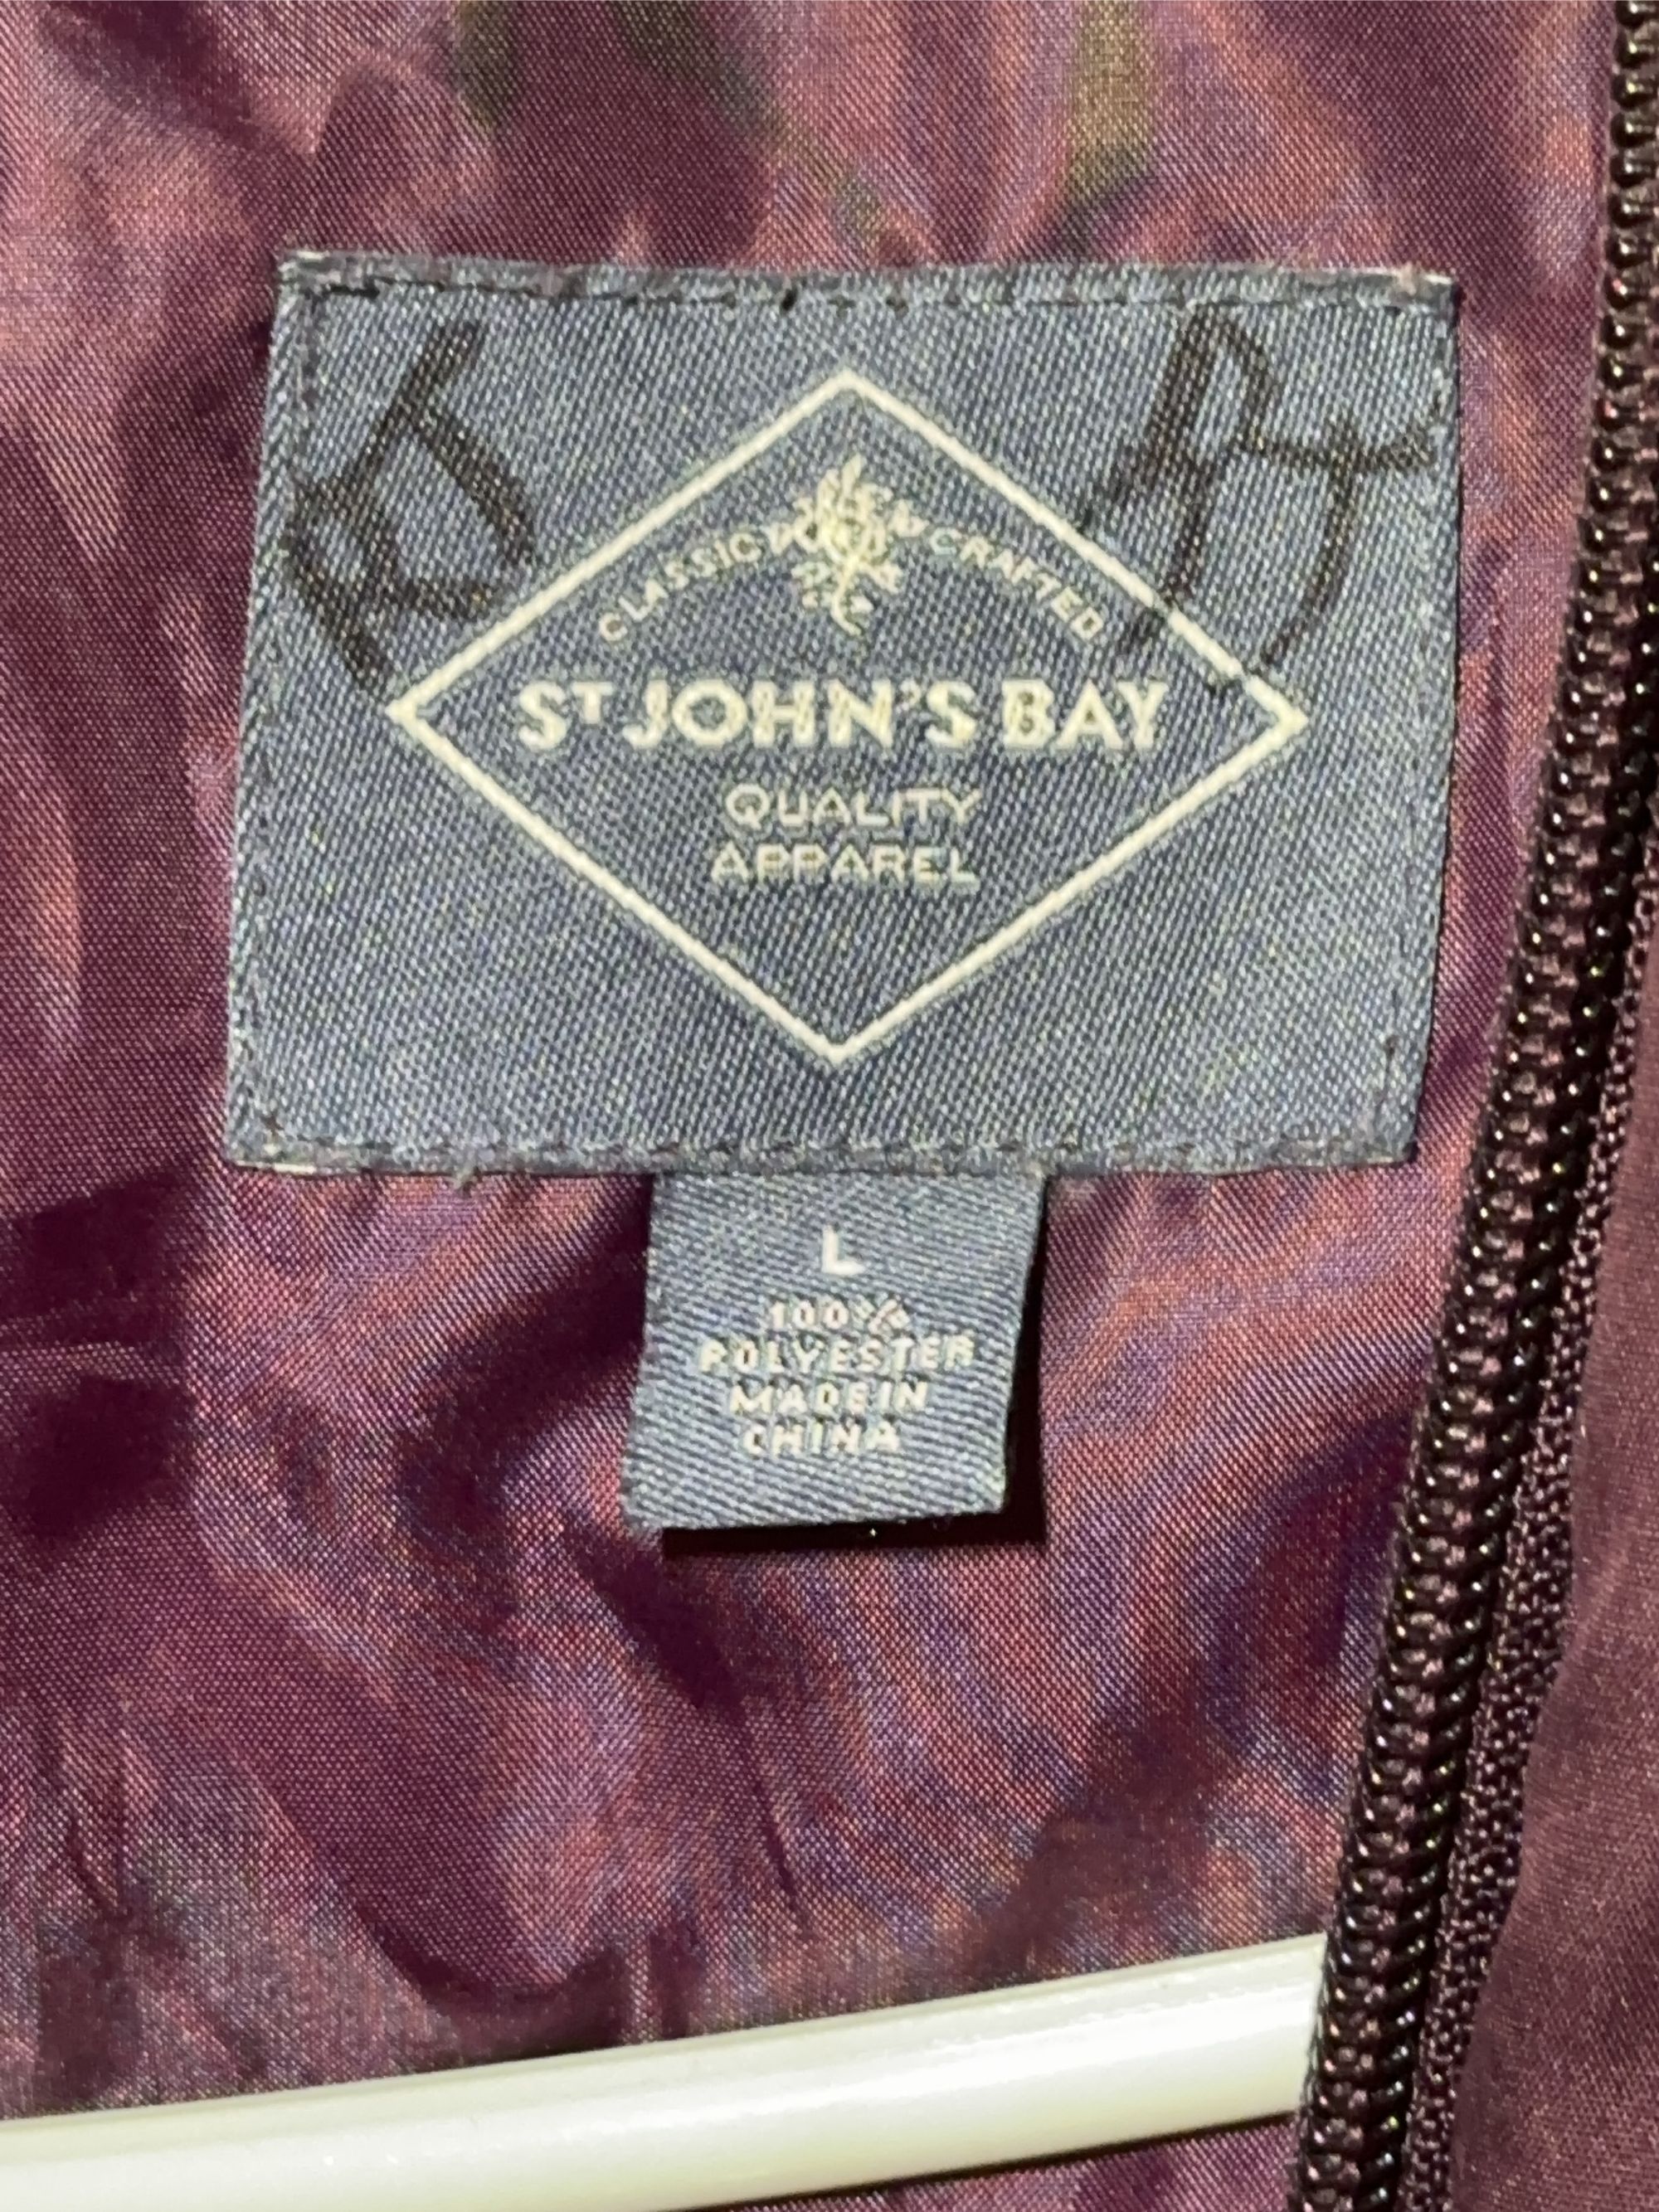 CLASSIC CRAFTED
ST JOHN'S BAY
QUALITY
APPAREL
L
100%
POLYESTER
MADE IN
CHINA